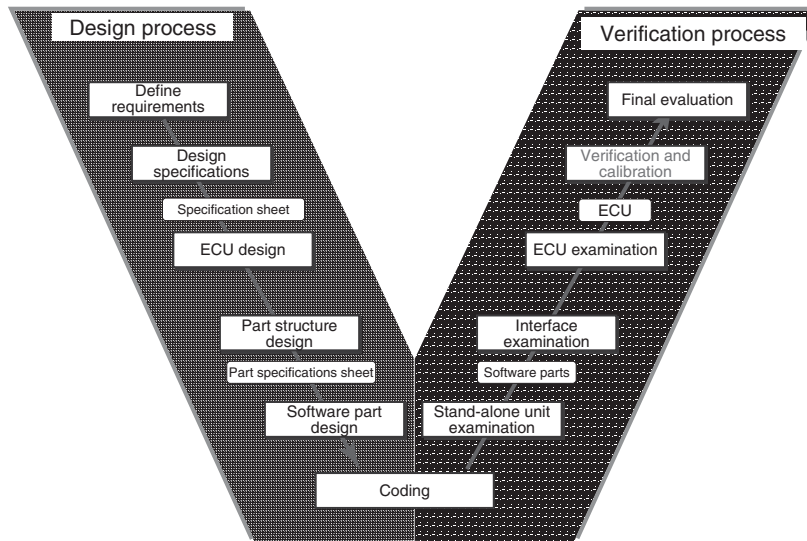 Design process
Define
requirements
Design
specifications
Specification sheet
ECU design
Part structure
design
Part specifications sheet
Software part
design
Coding
Verification process
Final evaluation
Verification and
calibration
ECU
ECU examination
Interface
examination
Software parts
Stand-alone unit
examination